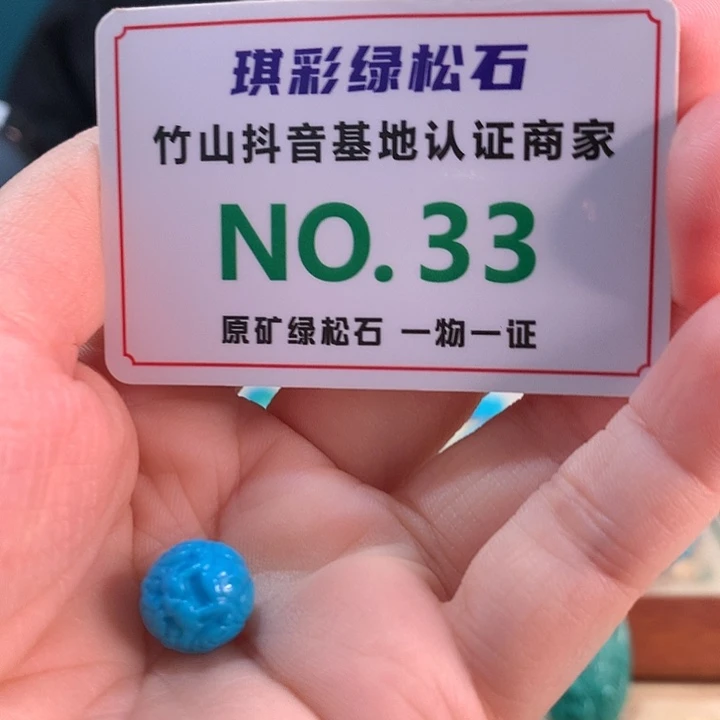 琪彩绿松石
竹山抖音基地认证商家
NO.33
原矿绿松石 一物一证